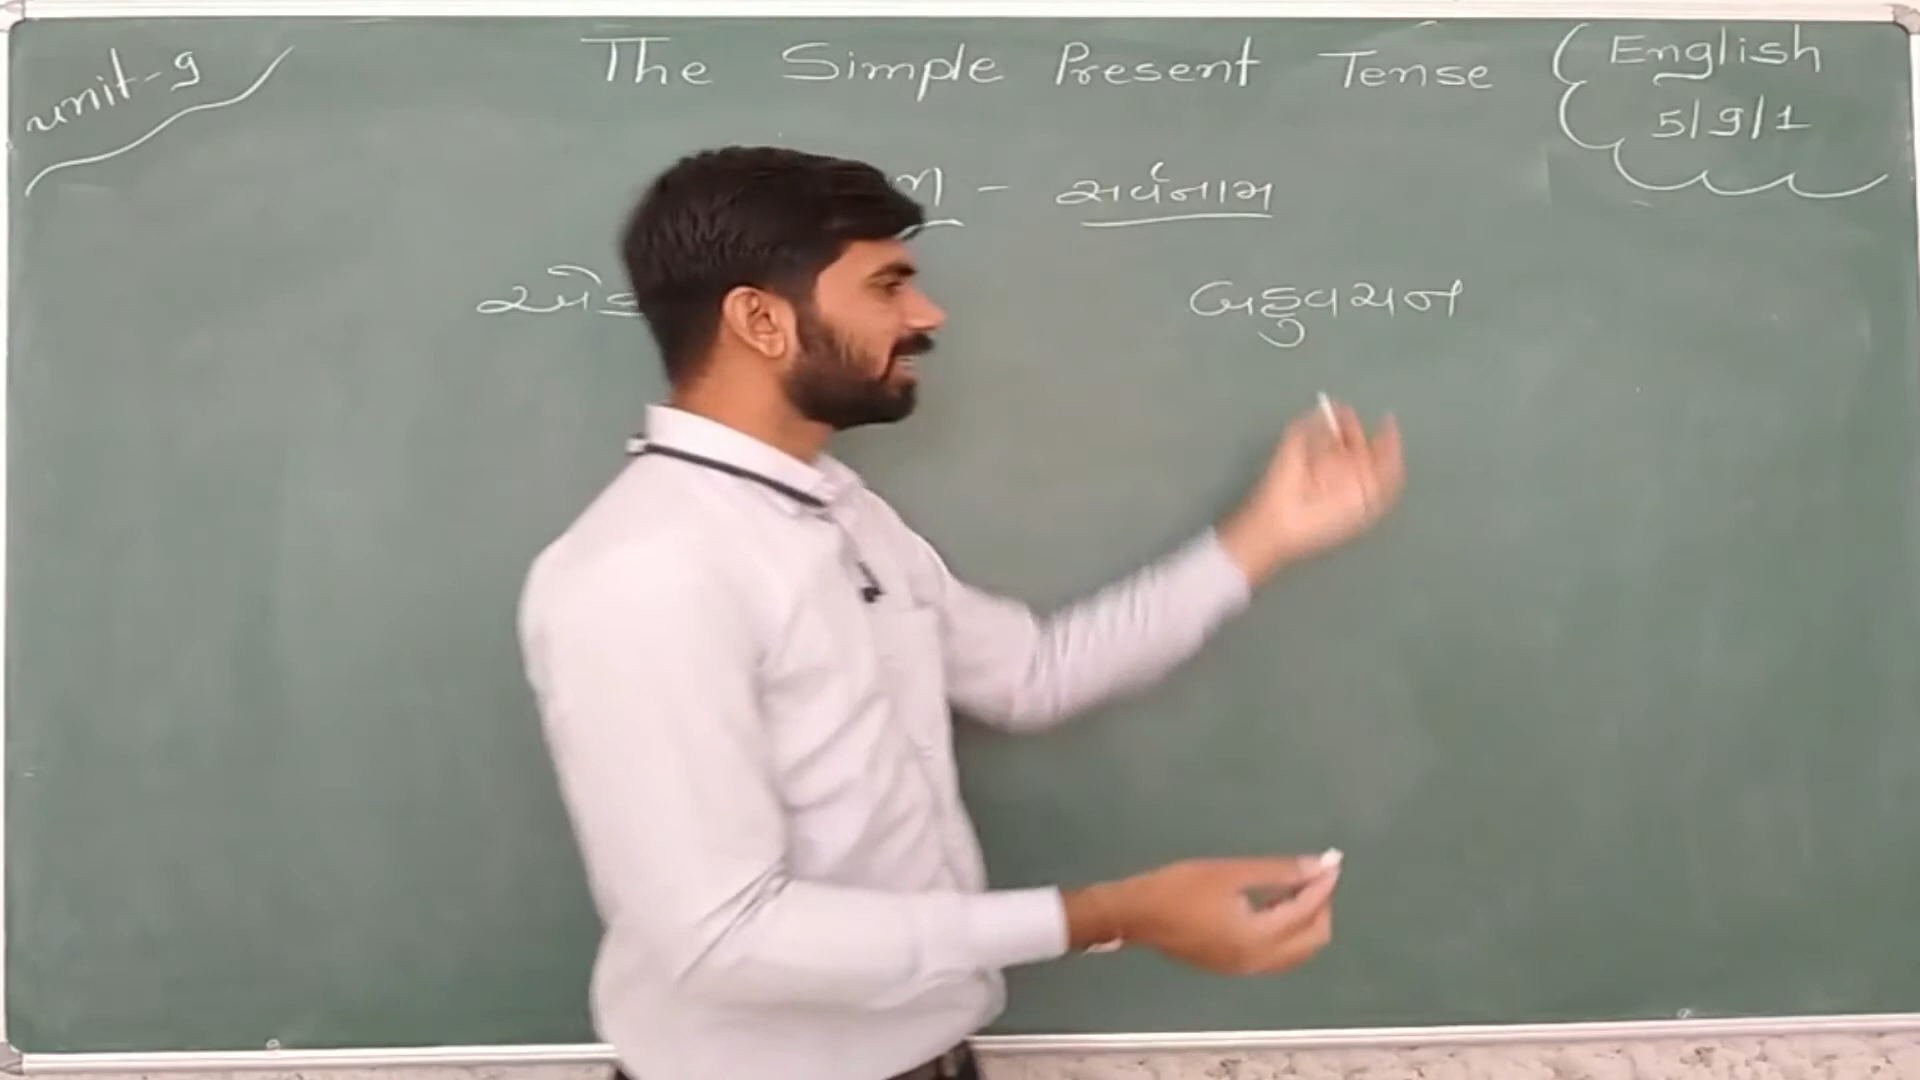 unit-9
The Simple Present Tense
English
5/9/1
- સર્વનામ
બહુવચન